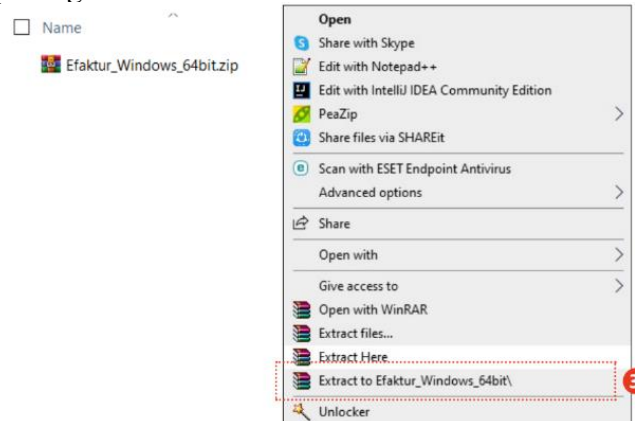 Name
Efaktur_Windows_64bit.zip
Open
Share with Skype
Edit with Notepad++
Edit with IntelliJ IDEA Community Edition
PeaZip
Share files via SHAREit
Scan with ESET Endpoint Antivirus
Advanced options
Share
Open with
Give access to
Open with WinRAR
Extract files...
Extract Here
Extract to Efaktur_Windows_64bit\
Unlocker